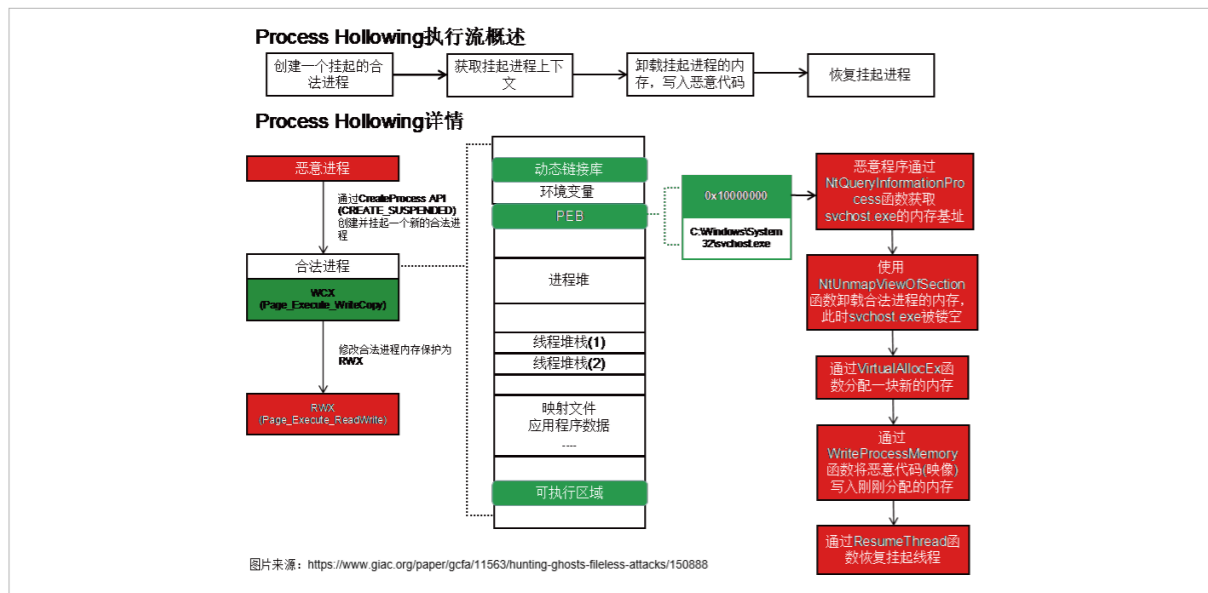 Process Hollowing执行流概述
创建一个挂起的合
法进程
获取挂起进程上下
文
卸载挂起进程的内
存，写入恶意代码
恢复挂起进程
Process Hollowing详情
恶意进程
通过CreateProcess API
(CREATE_SUSPENDED)
创建并挂起一个新的合法进
程
合法进程
WCX
(Page_Execute_WriteCopy)
修改合法进程内存保护为
RWX
RWX
(Page_Execute_ReadWrite)
动态链接库
环境变量
PEB
进程堆
线程堆栈(1)
线程堆栈(2)
映射文件
应用程序数据
....
可执行区域
0x10000000
C:\Windows\System
32\svchost.exe
恶意程序通过
NtQueryInformationPro
cess函数获取
svchost.exe的内存基址
使用
NtUnmapViewOfSection
函数卸载合法进程的内存，
此时svchost.exe被镂空
通过VirtualAllocEx函
数分配一块新的内存
通过
WriteProcessMemory
函数将恶意代码(映像)
写入刚刚分配的内存
通过ResumeThread函
数恢复挂起线程
图片来源：https://www.giac.org/paper/gcfa/11563/hunting-ghosts-fileless-attacks/150888